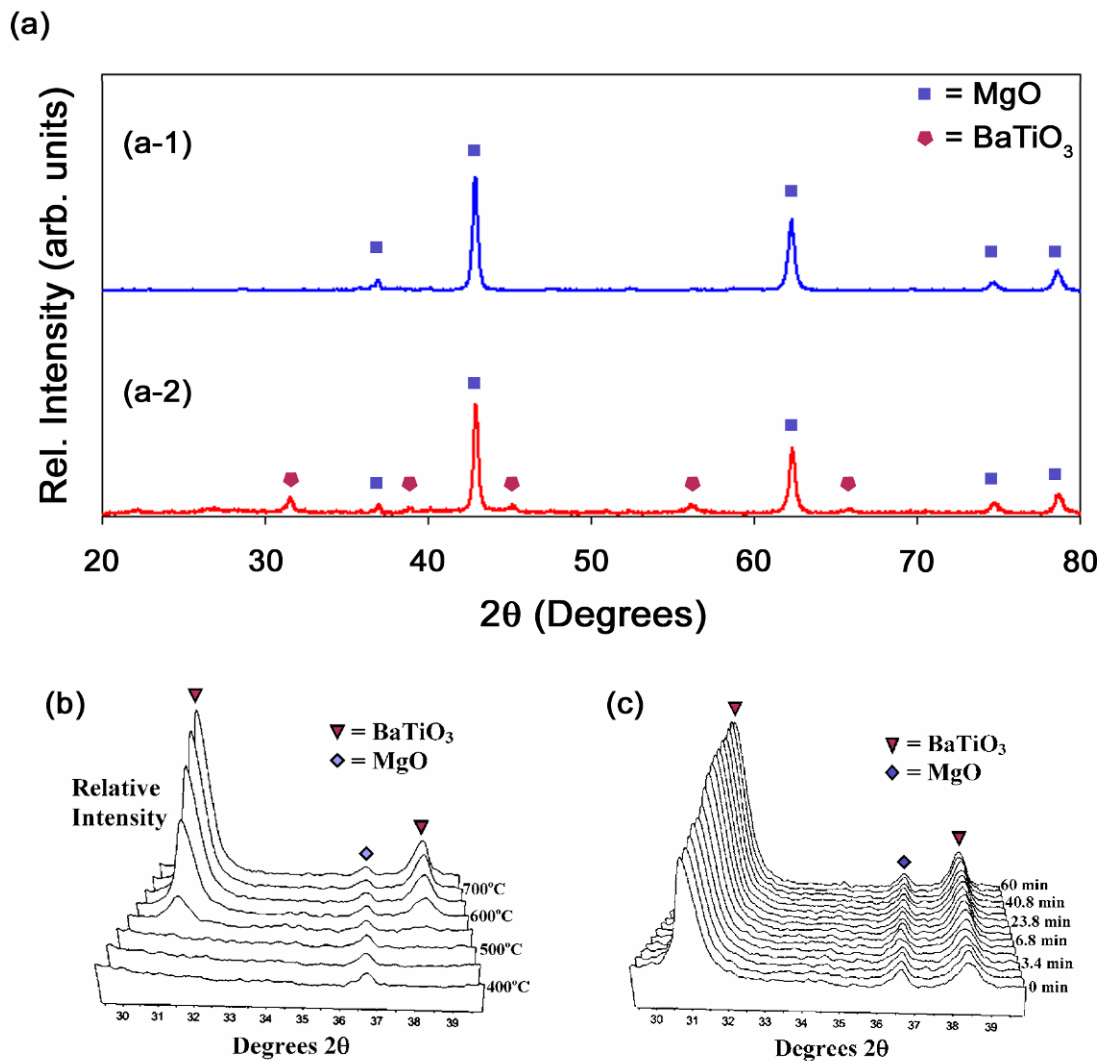 (a)
Rel. Intensity (arb. units)
(a-1)
= MgO
= BaTiO₃
(a-2)
20 30 40 50 60 70 80
2θ (Degrees)
(b)
= BaTiO₃
= MgO
Relative
Intensity
700°C
600°C
500°C
400°C
30 31 32 33 34 35 36 37 38 39
Degrees 2θ
(c)
= BaTiO₃
= MgO
60 min
40.8 min
23.8 min
6.8 min
3.4 min
0 min
30 31 32 33 34 35 36 37 38 39
Degrees 2θ